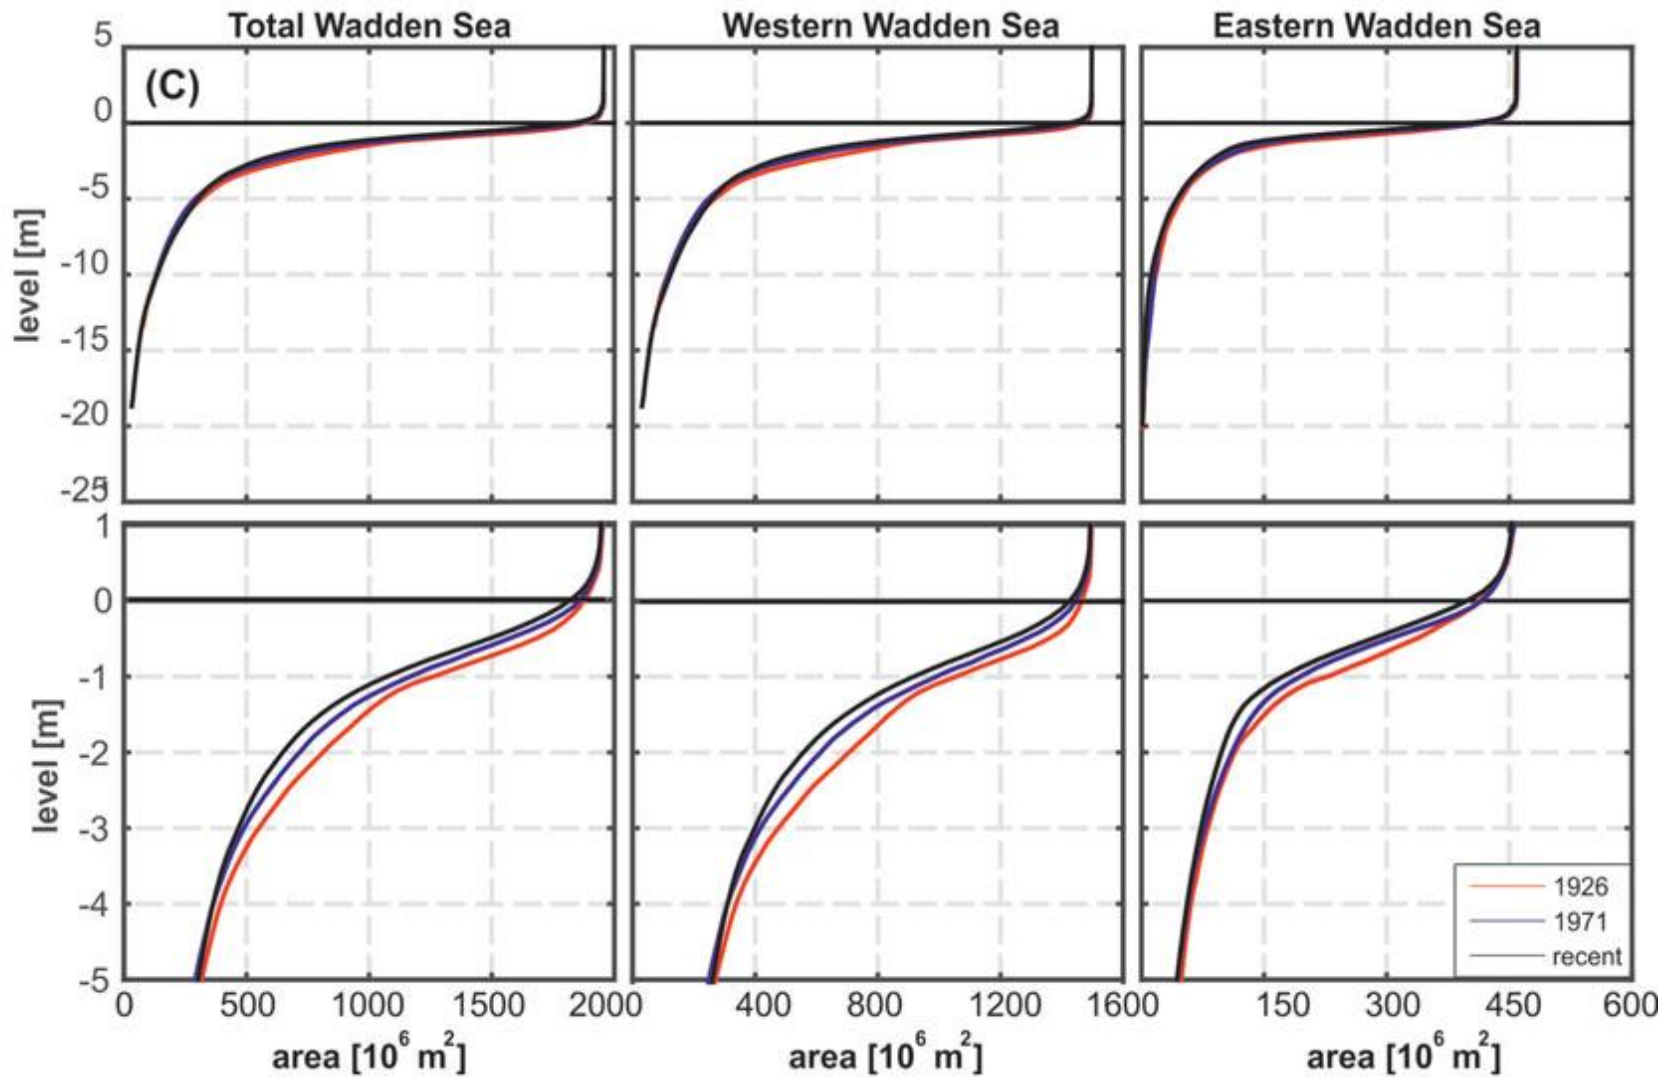 Total Wadden Sea Western Wadden Sea Eastern Wadden Sea
(C)
5
0
-5
-10
-15
-20
-25
level [m]
1
0
-1
-2
-3
-4
-5
level [m]
1926
1971
recent
0 500 1000 1500 2000 400 800 1200 1600 150 300 450 600
area [10⁶ m²] area [10⁶ m²] area [10⁶ m²]